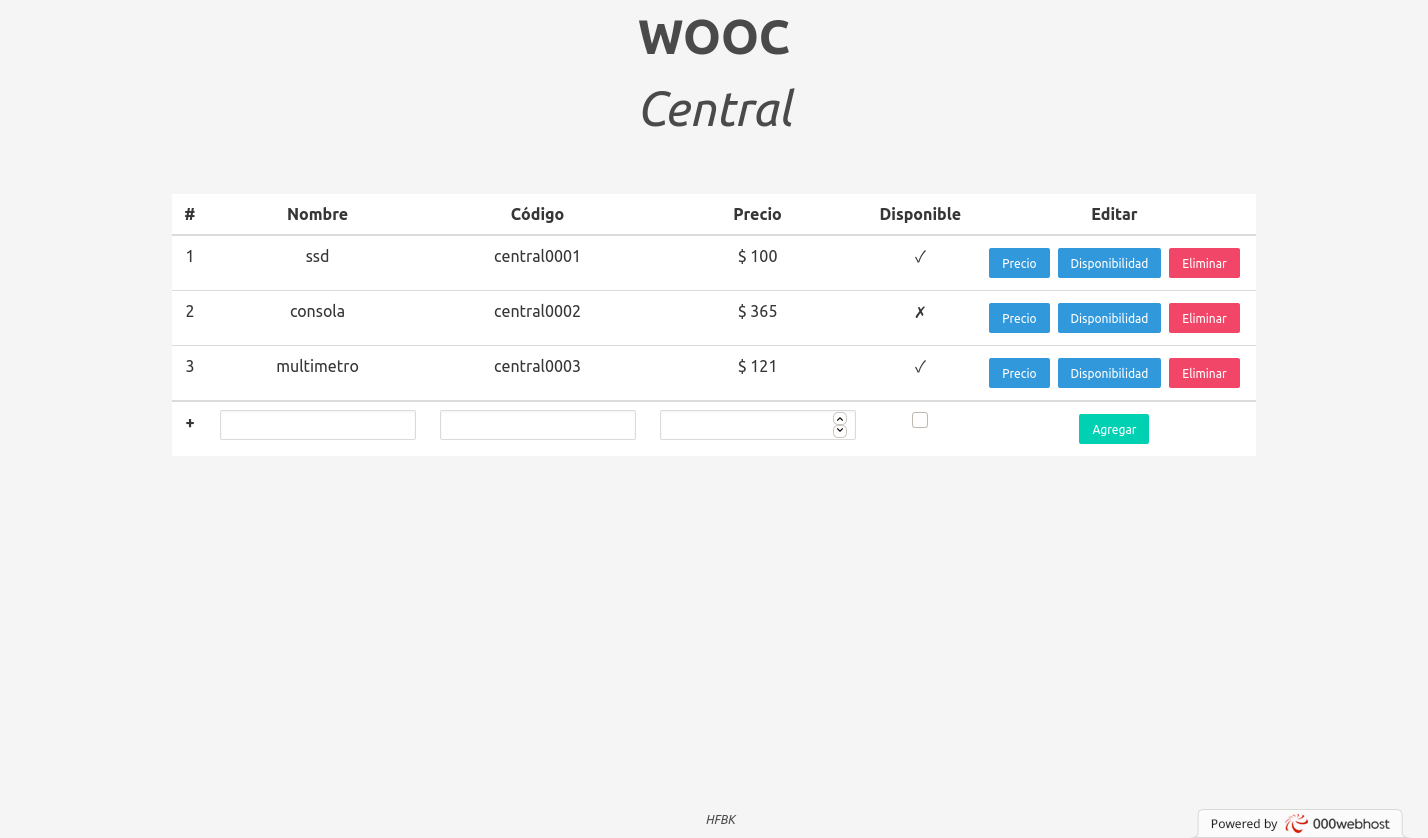 WOOC
Central
# Nombre Código Precio Disponible Editar
1 ssd central0001 $ 100 ✓ Precio Disponibilidad Eliminar
2 consola central0002 $ 365 ✗ Precio Disponibilidad Eliminar
3 multimetro central0003 $ 121 ✓ Precio Disponibilidad Eliminar
+ Agregar
HFBK
Powered by 000webhost